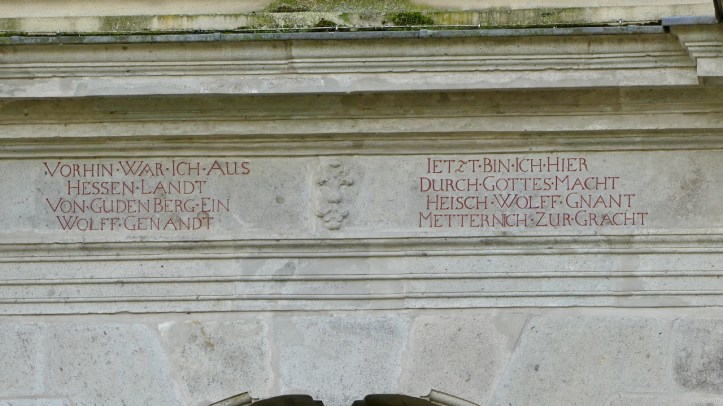 VORHIN·WAR·ICH·AUS
HESSEN·LANDT
VON·GUDENBERG·EIN
WOLFF·GENANDT
IETZT·BIN·ICH·HIER
DURCH·GOTTES·MACHT
HEISCH·WOLFF·GNANT
METTERNICH·ZUR·GRACHT